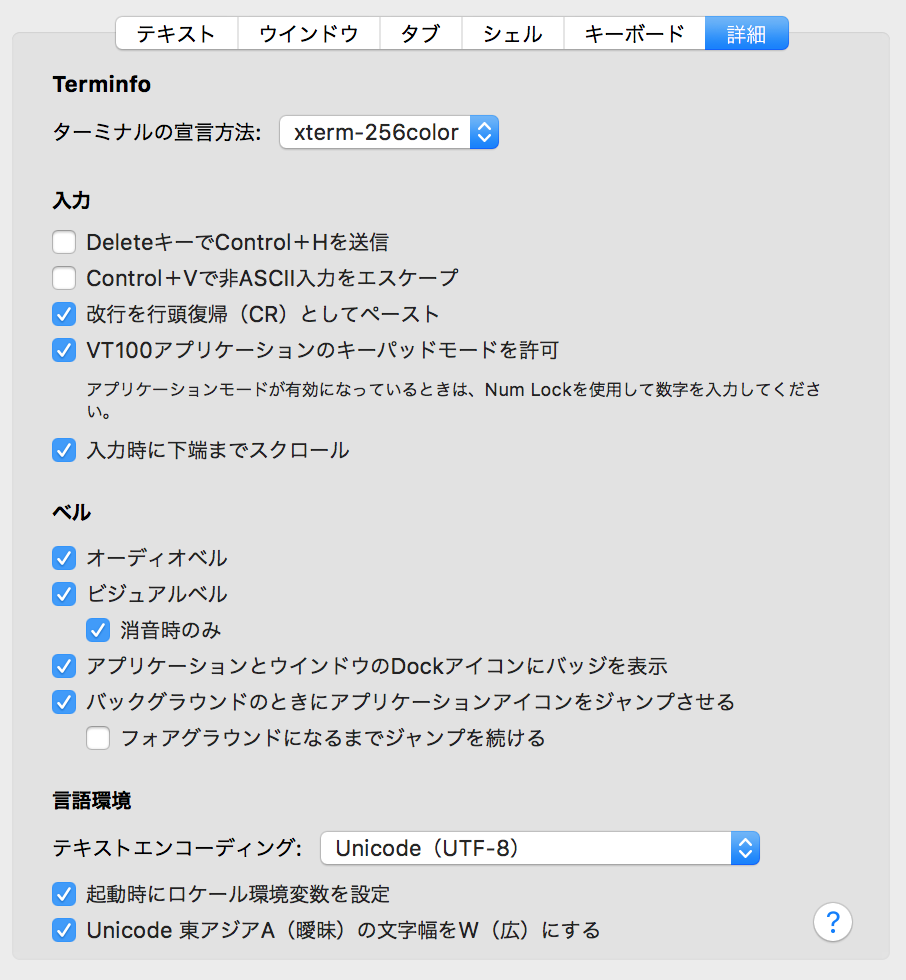 テキスト ウインドウ タブ シェル キーボード 詳細
Terminfo
ターミナルの宣言方法: xterm-256color
入力
DeleteキーでControl＋Hを送信
Control＋Vで非ASCII入力をエスケープ
改行を行頭復帰（CR）としてペースト
VT100アプリケーションのキーパッドモードを許可
アプリケーションモードが有効になっているときは、Num Lockを使用して数字を入力してくださ
い。
入力時に下端までスクロール
ベル
オーディオベル
ビジュアルベル
消音時のみ
アプリケーションとウインドウのDockアイコンにバッジを表示
バックグラウンドのときにアプリケーションアイコンをジャンプさせる
フォアグラウンドになるまでジャンプを続ける
言語環境
テキストエンコーディング: Unicode（UTF-8）
起動時にロケール環境変数を設定
Unicode 東アジアA（曖昧）の文字幅をW（広）にする
?